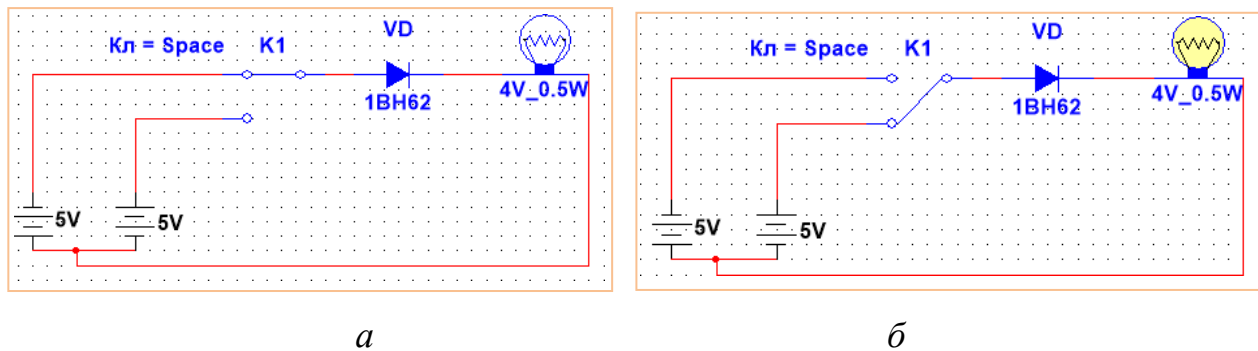 Кл = Space K1 VD
1BH62
4V_0.5W
5V 5V
а
Кл = Space K1 VD
1BH62
4V_0.5W
5V 5V
б